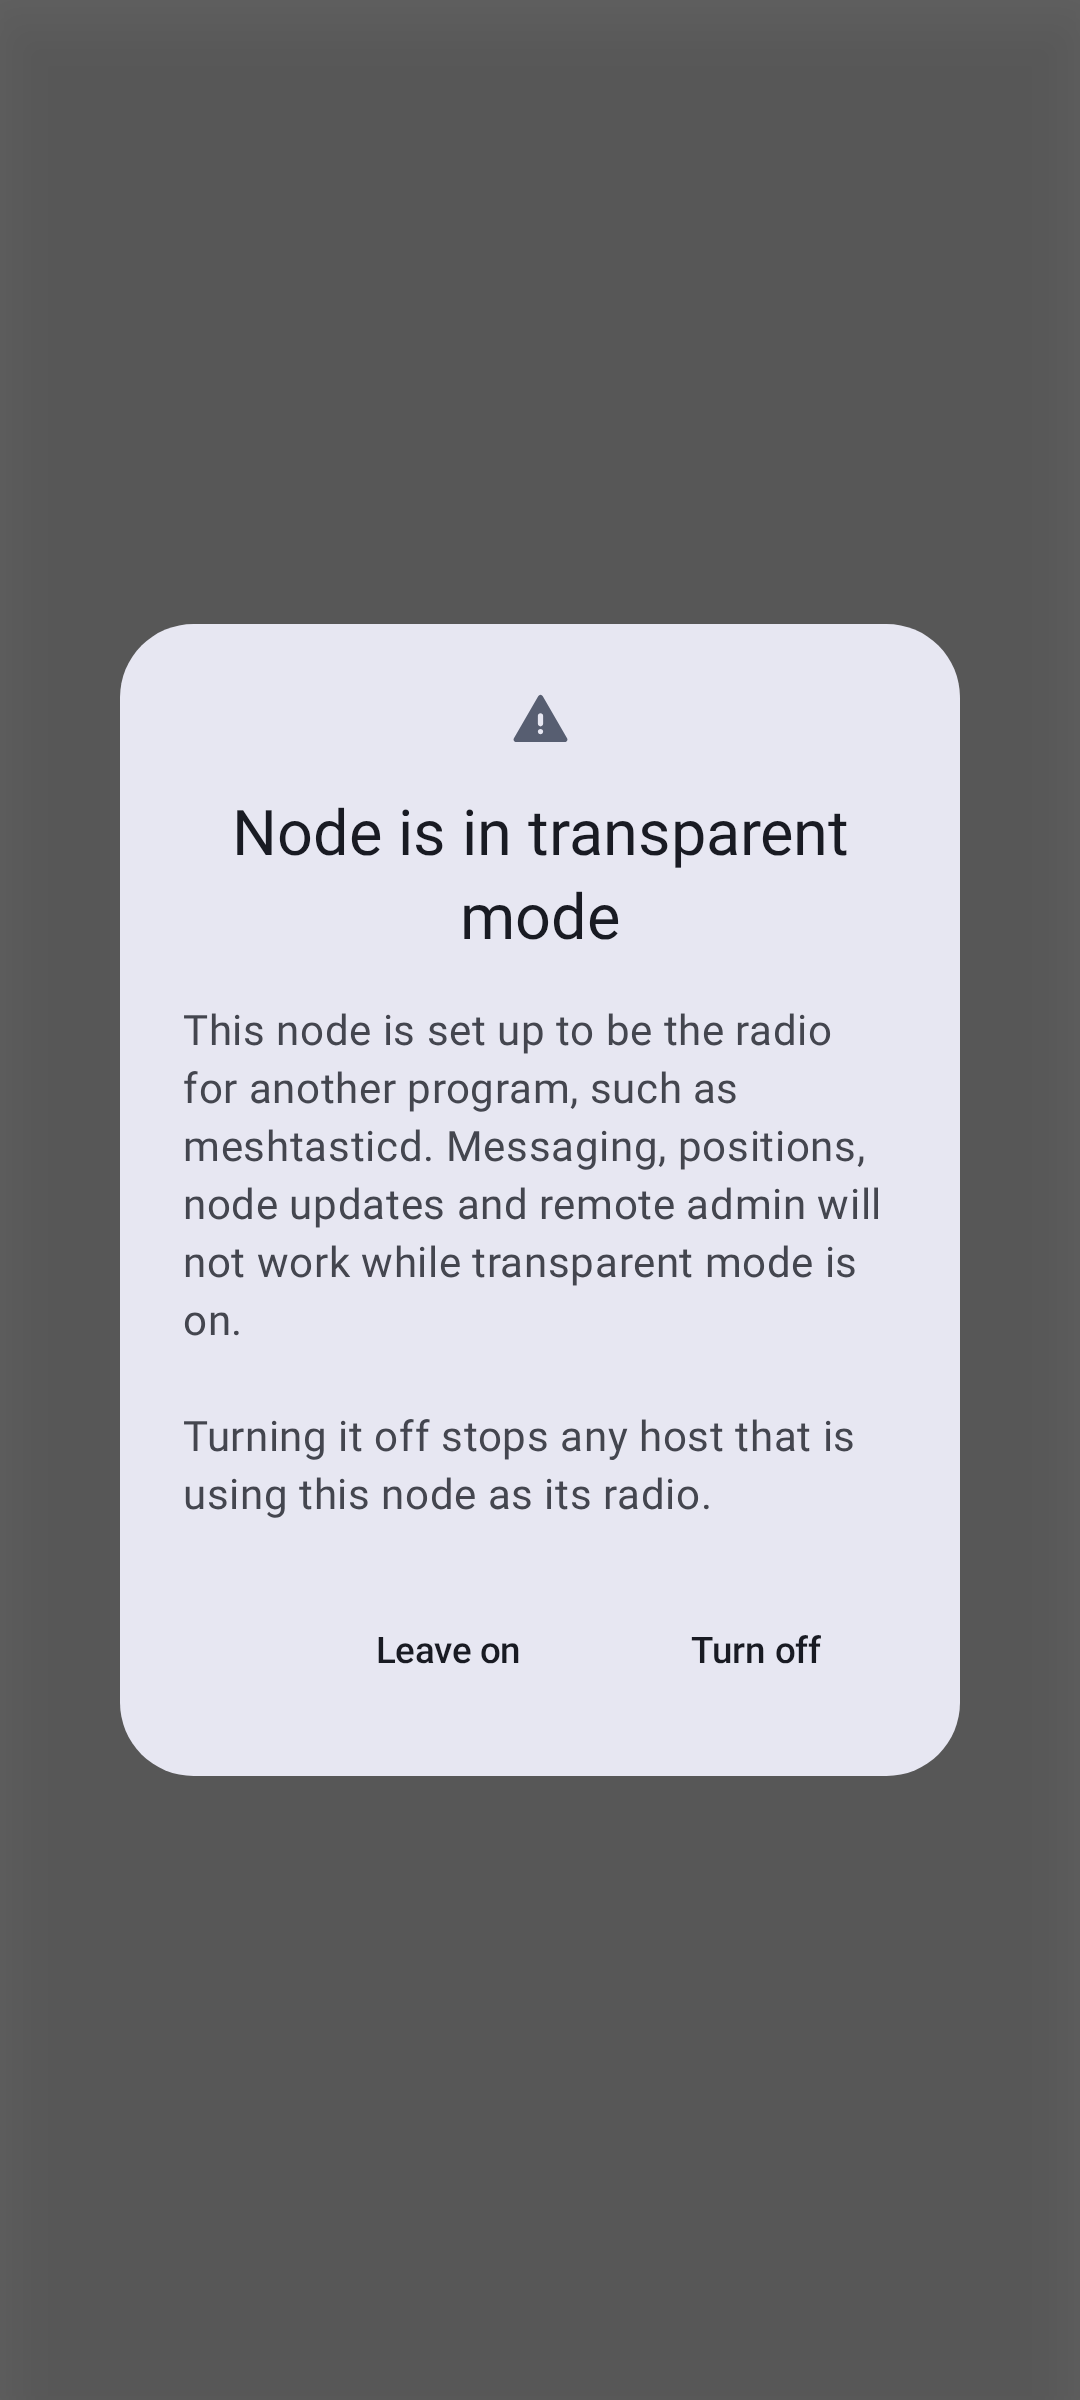 Node is in transparent
mode
This node is set up to be the radio
for another program, such as
meshtasticd. Messaging, positions,
node updates and remote admin will
not work while transparent mode is
on.
Turning it off stops any host that is
using this node as its radio.
Leave on
Turn off